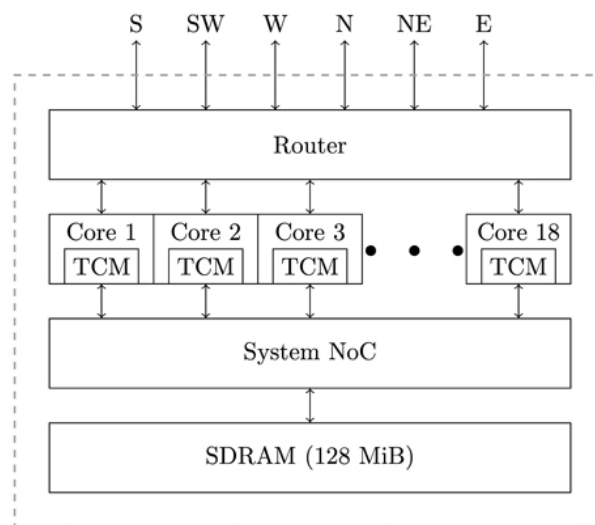 S SW W N NE E
Router
Core 1 Core 2 Core 3 Core 18
TCM TCM TCM TCM
System NoC
SDRAM (128 MiB)